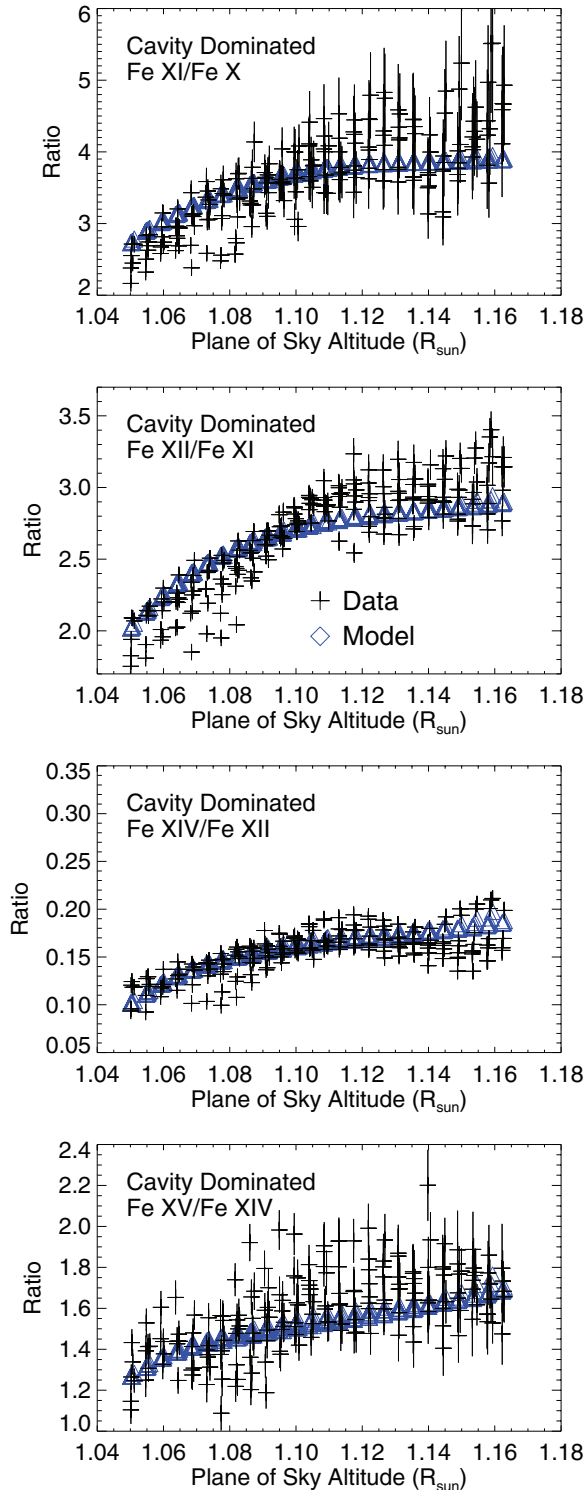 6
5
4
3
2
Ratio
Cavity Dominated
Fe XI/Fe X
1.04 1.06 1.08 1.10 1.12 1.14 1.16 1.18
Plane of Sky Altitude (Rsun)
3.5
3.0
2.5
2.0
Ratio
Cavity Dominated
Fe XII/Fe XI
Data
Model
1.04 1.06 1.08 1.10 1.12 1.14 1.16 1.18
Plane of Sky Altitude (Rsun)
0.35
0.30
0.25
0.20
0.15
0.10
0.05
Ratio
Cavity Dominated
Fe XIV/Fe XII
1.04 1.06 1.08 1.10 1.12 1.14 1.16 1.18
Plane of Sky Altitude (Rsun)
2.4
2.2
2.0
1.8
1.6
1.4
1.2
1.0
Ratio
Cavity Dominated
Fe XV/Fe XIV
1.04 1.06 1.08 1.10 1.12 1.14 1.16 1.18
Plane of Sky Altitude (Rsun)